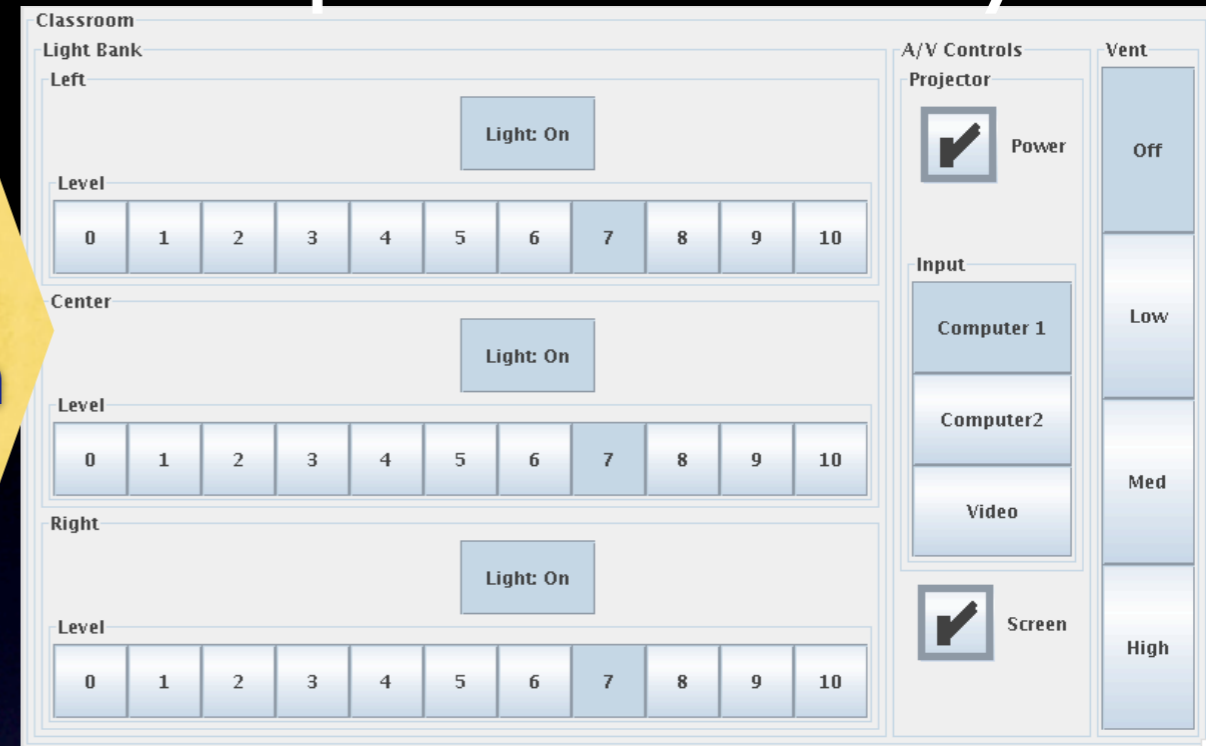 Classroom
Light Bank
Left
Light: On
Level
0 1 2 3 4 5 6 7 8 9 10
Center
Light: On
Level
0 1 2 3 4 5 6 7 8 9 10
Right
Light: On
Level
0 1 2 3 4 5 6 7 8 9 10
A/V Controls
Projector
Power
Input
Computer 1
Computer2
Video
Screen
Vent
Off
Low
Med
High